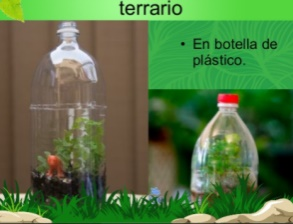 terrario
• En botella de
plástico.